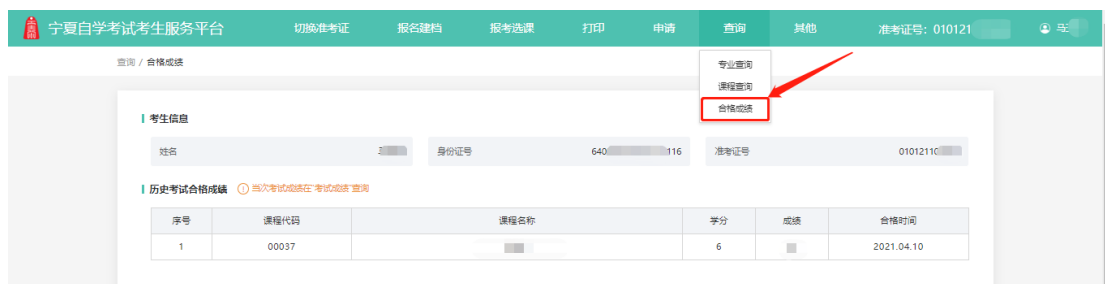 宁夏自学考试考生服务平台 切换准考证 报名建档 报考选课 打印 申请 查询 其他 准考证号：010121
查询 / 合格成绩
专业查询
课程查询
合格成绩
考生信息
姓名 身份证号 640 116 准考证号 01012110
历史考试合格成绩 当次考试成绩在"考试成绩"查询
序号 课程代码 课程名称 学分 成绩 合格时间
1 00037 6 2021.04.10